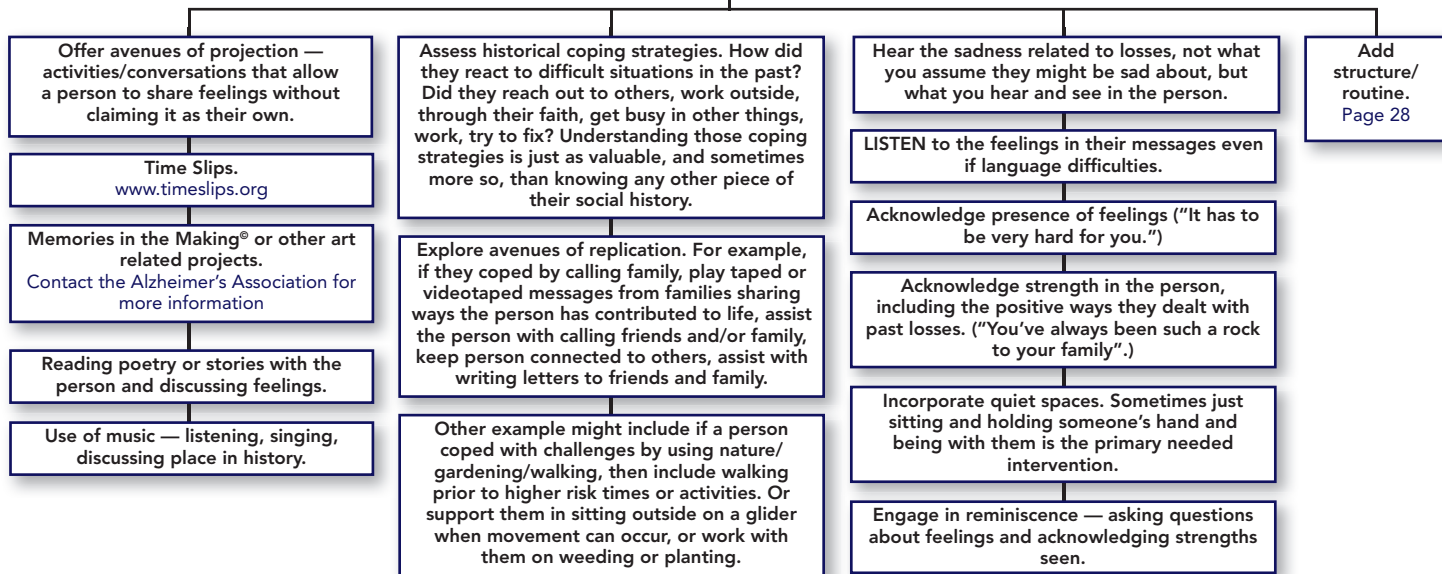 Offer avenues of projection —
activities/conversations that allow
a person to share feelings without
claiming it as their own.
Time Slips.
www.timeslips.org
Memories in the Making© or other art
related projects.
Contact the Alzheimer's Association for
more information
Reading poetry or stories with the
person and discussing feelings.
Use of music — listening, singing,
discussing place in history.
Assess historical coping strategies. How did
they react to difficult situations in the past?
Did they reach out to others, work outside,
through their faith, get busy in other things,
work, try to fix? Understanding those coping
strategies is just as valuable, and sometimes
more so, than knowing any other piece of
their social history.
Explore avenues of replication. For example,
if they coped by calling family, play taped or
videotaped messages from families sharing
ways the person has contributed to life, assist
the person with calling friends and/or family,
keep person connected to others, assist with
writing letters to friends and family.
Other example might include if a person
coped with challenges by using nature/
gardening/walking, then include walking
prior to higher risk times or activities. Or
support them in sitting outside on a glider
when movement can occur, or work with
them on weeding or planting.
Hear the sadness related to losses, not what
you assume they might be sad about, but
what you hear and see in the person.
LISTEN to the feelings in their messages even
if language difficulties.
Acknowledge presence of feelings ("It has to
be very hard for you.")
Acknowledge strength in the person,
including the positive ways they dealt with
past losses. ("You've always been such a rock
to your family".)
Incorporate quiet spaces. Sometimes just
sitting and holding someone's hand and
being with them is the primary needed
intervention.
Engage in reminiscence — asking questions
about feelings and acknowledging strengths
seen.
Add
structure/
routine.
Page 28